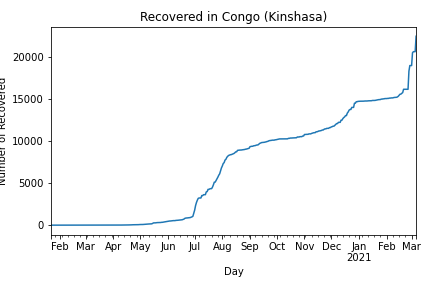 Recovered in Congo (Kinshasa)
Number of Recovered
20000
15000
10000
5000
0
Feb Mar Apr May Jun Jul Aug Sep Oct Nov Dec Jan Feb Mar
2021
Day